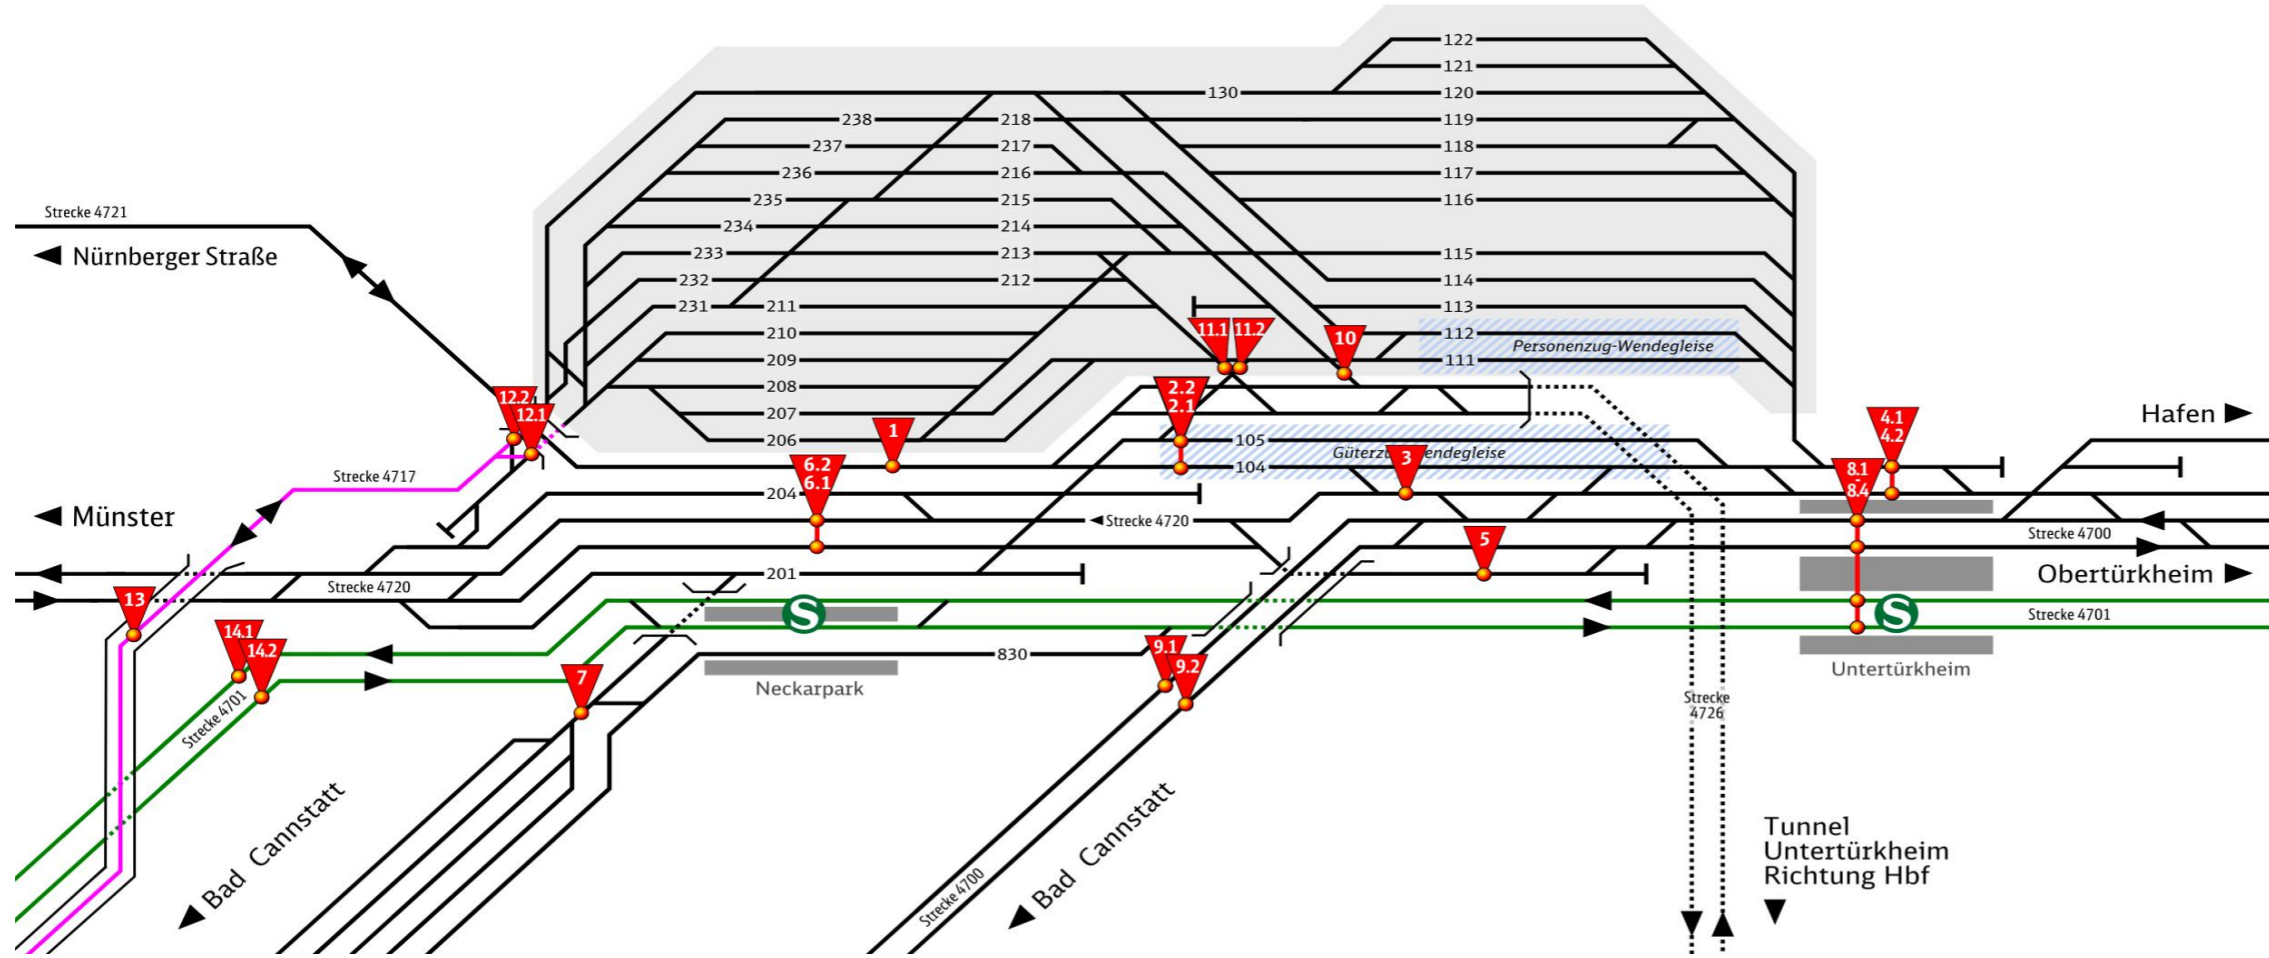 122
121
130 120
238 218 119
237 217 118
236 216 117
235 215 116
Strecke 4721
234 214
Nürnberger Straße
233 213 115
232 212 114
231 211 113
210 11.1 11.2 10 112
Personenzug-Wendegleise
209 111
208
2.2
2.1
12.2
12.1
207
Hafen
206 1 105
4.1
4.2
Güterzu endegleise
3
104
6.2
6.1
8.1
-
8.4
Strecke 4717
204
Münster
Strecke 4720
Strecke 4700
5
201
Obertürkheim
Strecke 4720
13
S
S
Strecke 4701
14.1
14.2
830
9.1
9.2
7
Neckarpark
Untertürkheim
Strecke 4701
Strecke
4726
Bad Cannstatt
Bad Cannstatt
Strecke 4700
Tunnel
Untertürkheim
Richtung Hbf